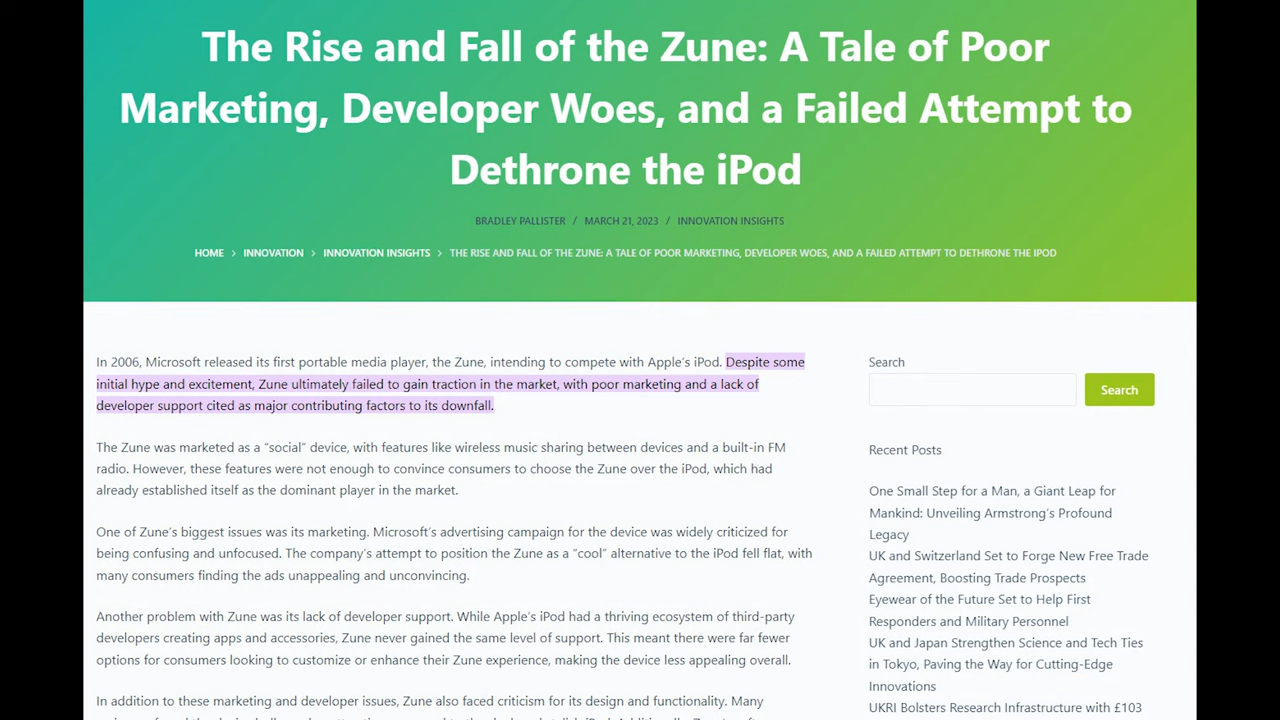 The Rise and Fall of the Zune: A Tale of Poor
Marketing, Developer Woes, and a Failed Attempt to
Dethrone the iPod
BRADLEY PALLISTER / MARCH 21, 2023 / INNOVATION INSIGHTS
HOME > INNOVATION > INNOVATION INSIGHTS > THE RISE AND FALL OF THE ZUNE: A TALE OF POOR MARKETING, DEVELOPER WOES, AND A FAILED ATTEMPT TO DETHRONE THE IPOD
In 2006, Microsoft released its first portable media player, the Zune, intending to compete with Apple's iPod. Despite some
initial hype and excitement, Zune ultimately failed to gain traction in the market, with poor marketing and a lack of
developer support cited as major contributing factors to its downfall.
The Zune was marketed as a “social” device, with features like wireless music sharing between devices and a built-in FM
radio. However, these features were not enough to convince consumers to choose the Zune over the iPod, which had
already established itself as the dominant player in the market.
One of Zune's biggest issues was its marketing. Microsoft's advertising campaign for the device was widely criticized for
being confusing and unfocused. The company's attempt to position the Zune as a “cool” alternative to the iPod fell flat, with
many consumers finding the ads unappealing and unconvincing.
Another problem with Zune was its lack of developer support. While Apple's iPod had a thriving ecosystem of third-party
developers creating apps and accessories, Zune never gained the same level of support. This meant there were far fewer
options for consumers looking to customize or enhance their Zune experience, making the device less appealing overall.
In addition to these marketing and developer issues, Zune also faced criticism for its design and functionality. Many
Search
Search
Recent Posts
One Small Step for a Man, a Giant Leap for
Mankind: Unveiling Armstrong's Profound
Legacy
UK and Switzerland Set to Forge New Free Trade
Agreement, Boosting Trade Prospects
Eyewear of the Future Set to Help First
Responders and Military Personnel
UK and Japan Strengthen Science and Tech Ties
in Tokyo, Paving the Way for Cutting-Edge
Innovations
UKRI Bolsters Research Infrastructure with £103